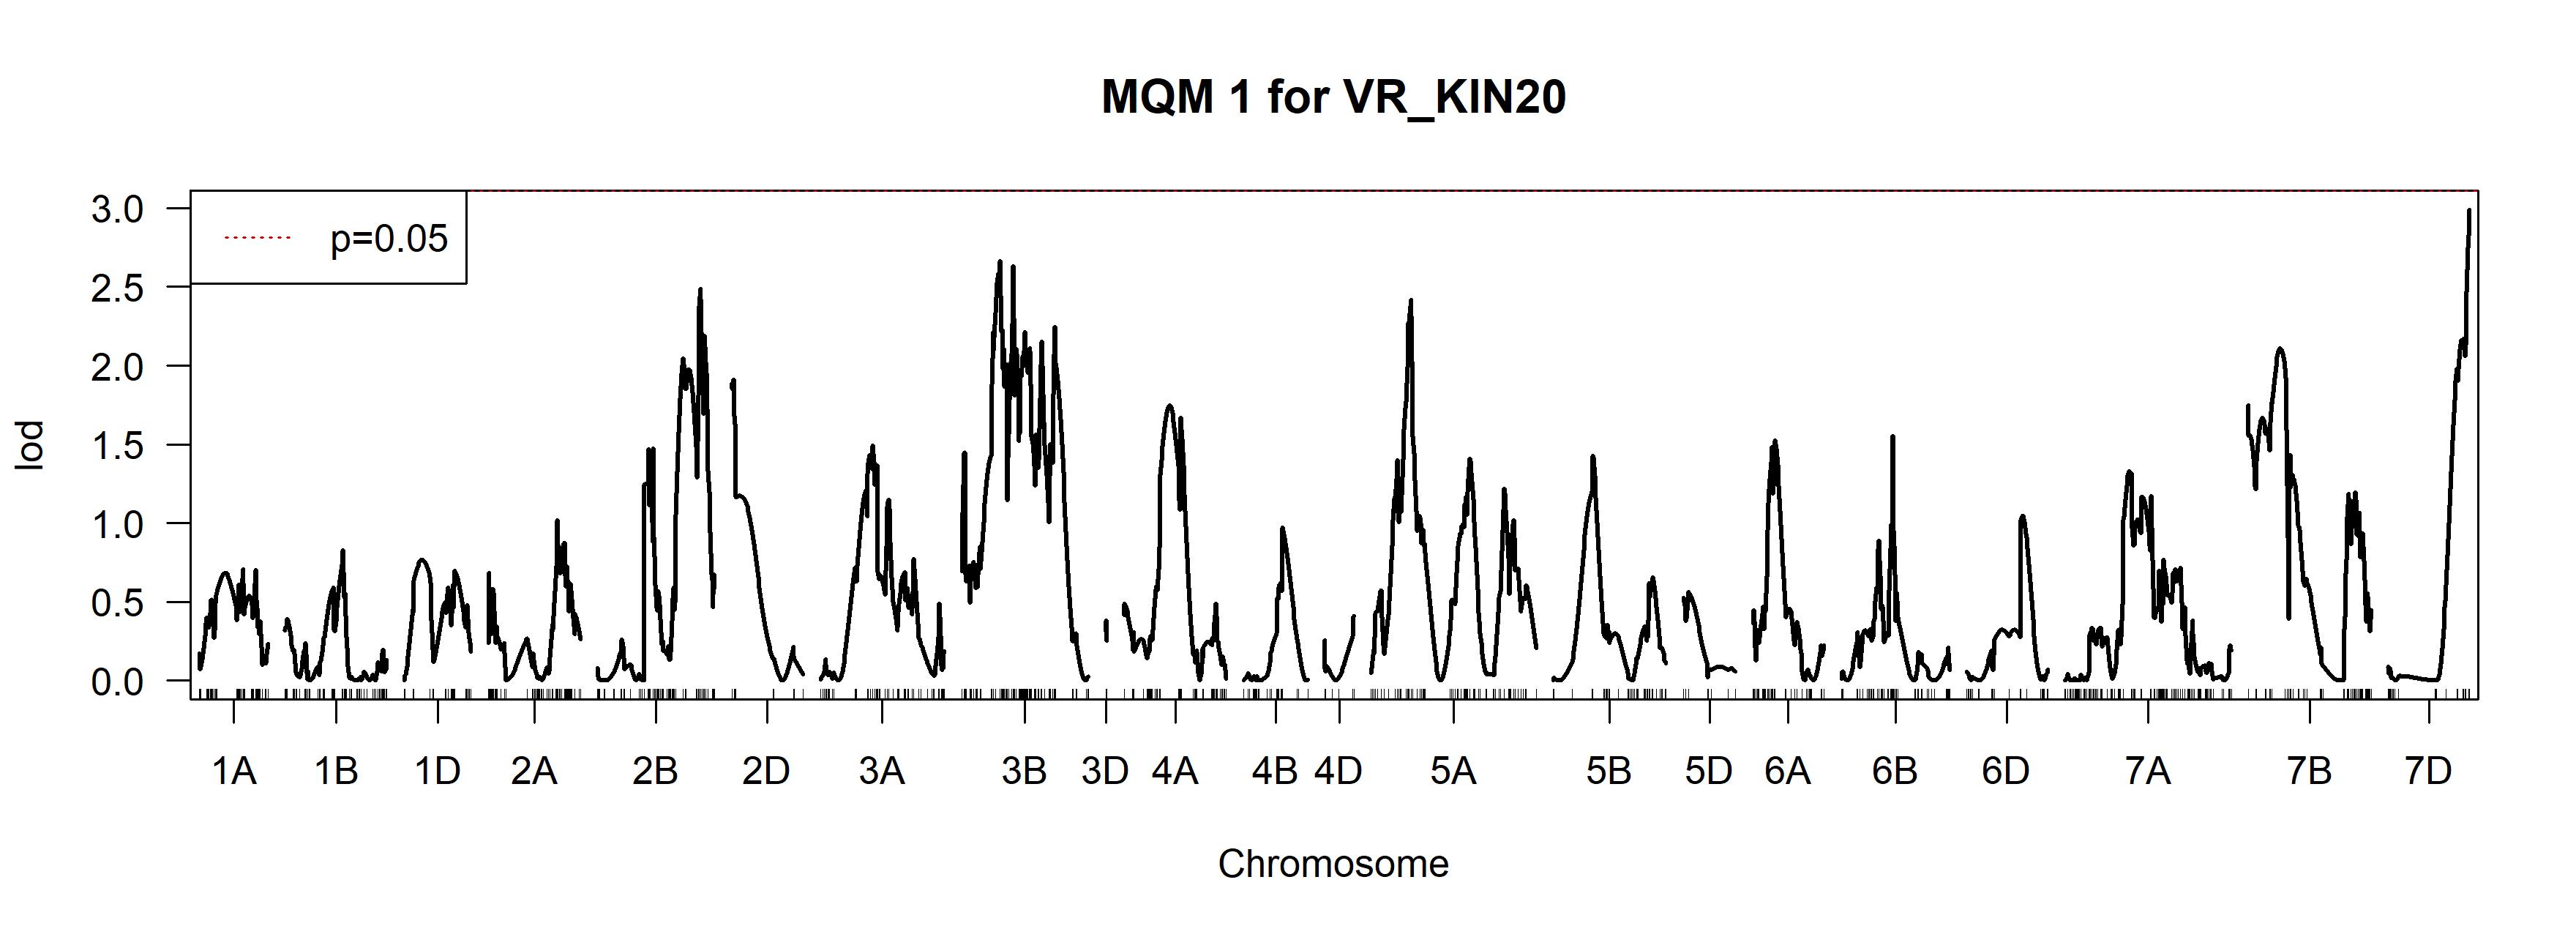 MQM 1 for VR_KIN20
3.0
2.5
2.0
1.5
1.0
0.5
0.0
p=0.05
lod
1A 1B 1D 2A 2B 2D 3A 3B 3D 4A 4B 4D 5A 5B 5D 6A 6B 6D 7A 7B 7D
Chromosome